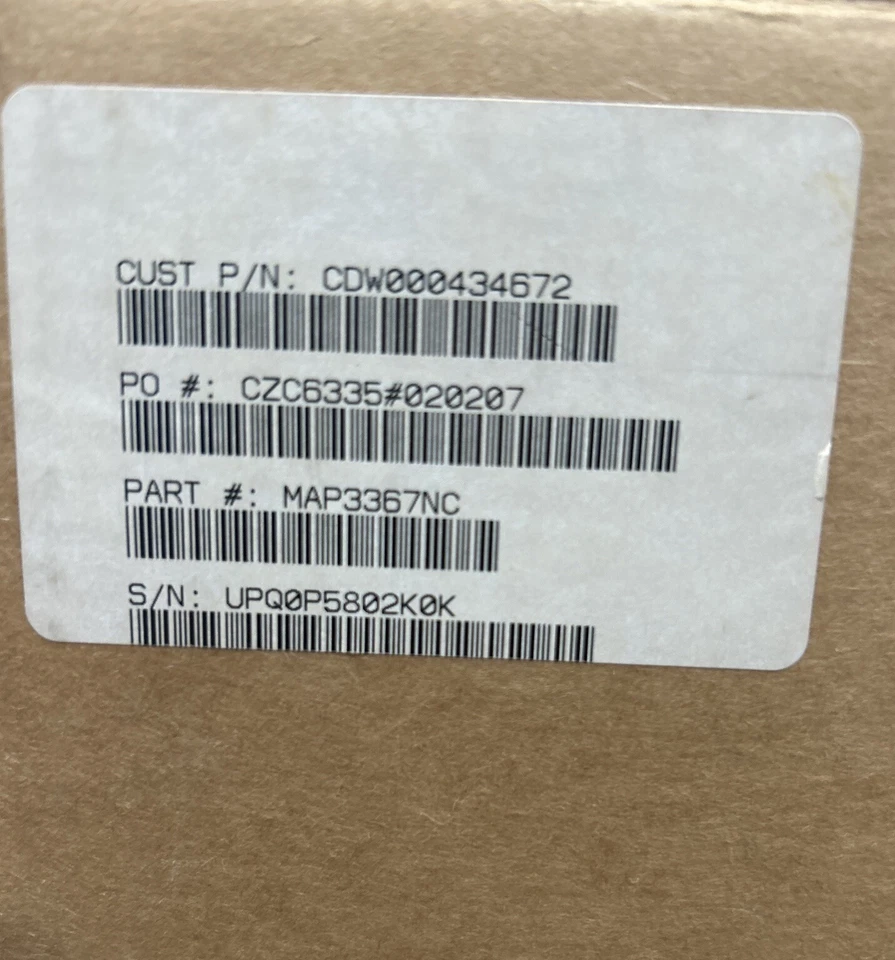 CUST P/N: CDW000434672
PO #: CZC6335#020207
PART #: MAP3367NC
S/N: UPQ0P5802K0K